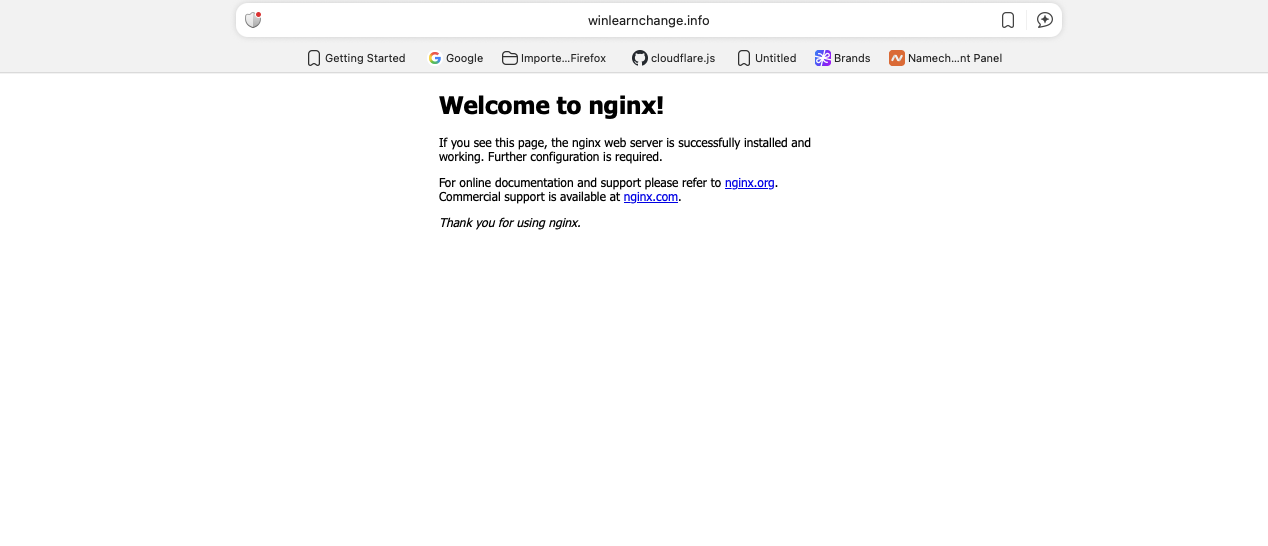 winlearnchange.info
Getting Started
Google
Importe...Firefox
cloudflare.js
Untitled
Brands
Namech...nt Panel
Welcome to nginx!
If you see this page, the nginx web server is successfully installed and
working. Further configuration is required.
For online documentation and support please refer to nginx.org.
Commercial support is available at nginx.com.
Thank you for using nginx.